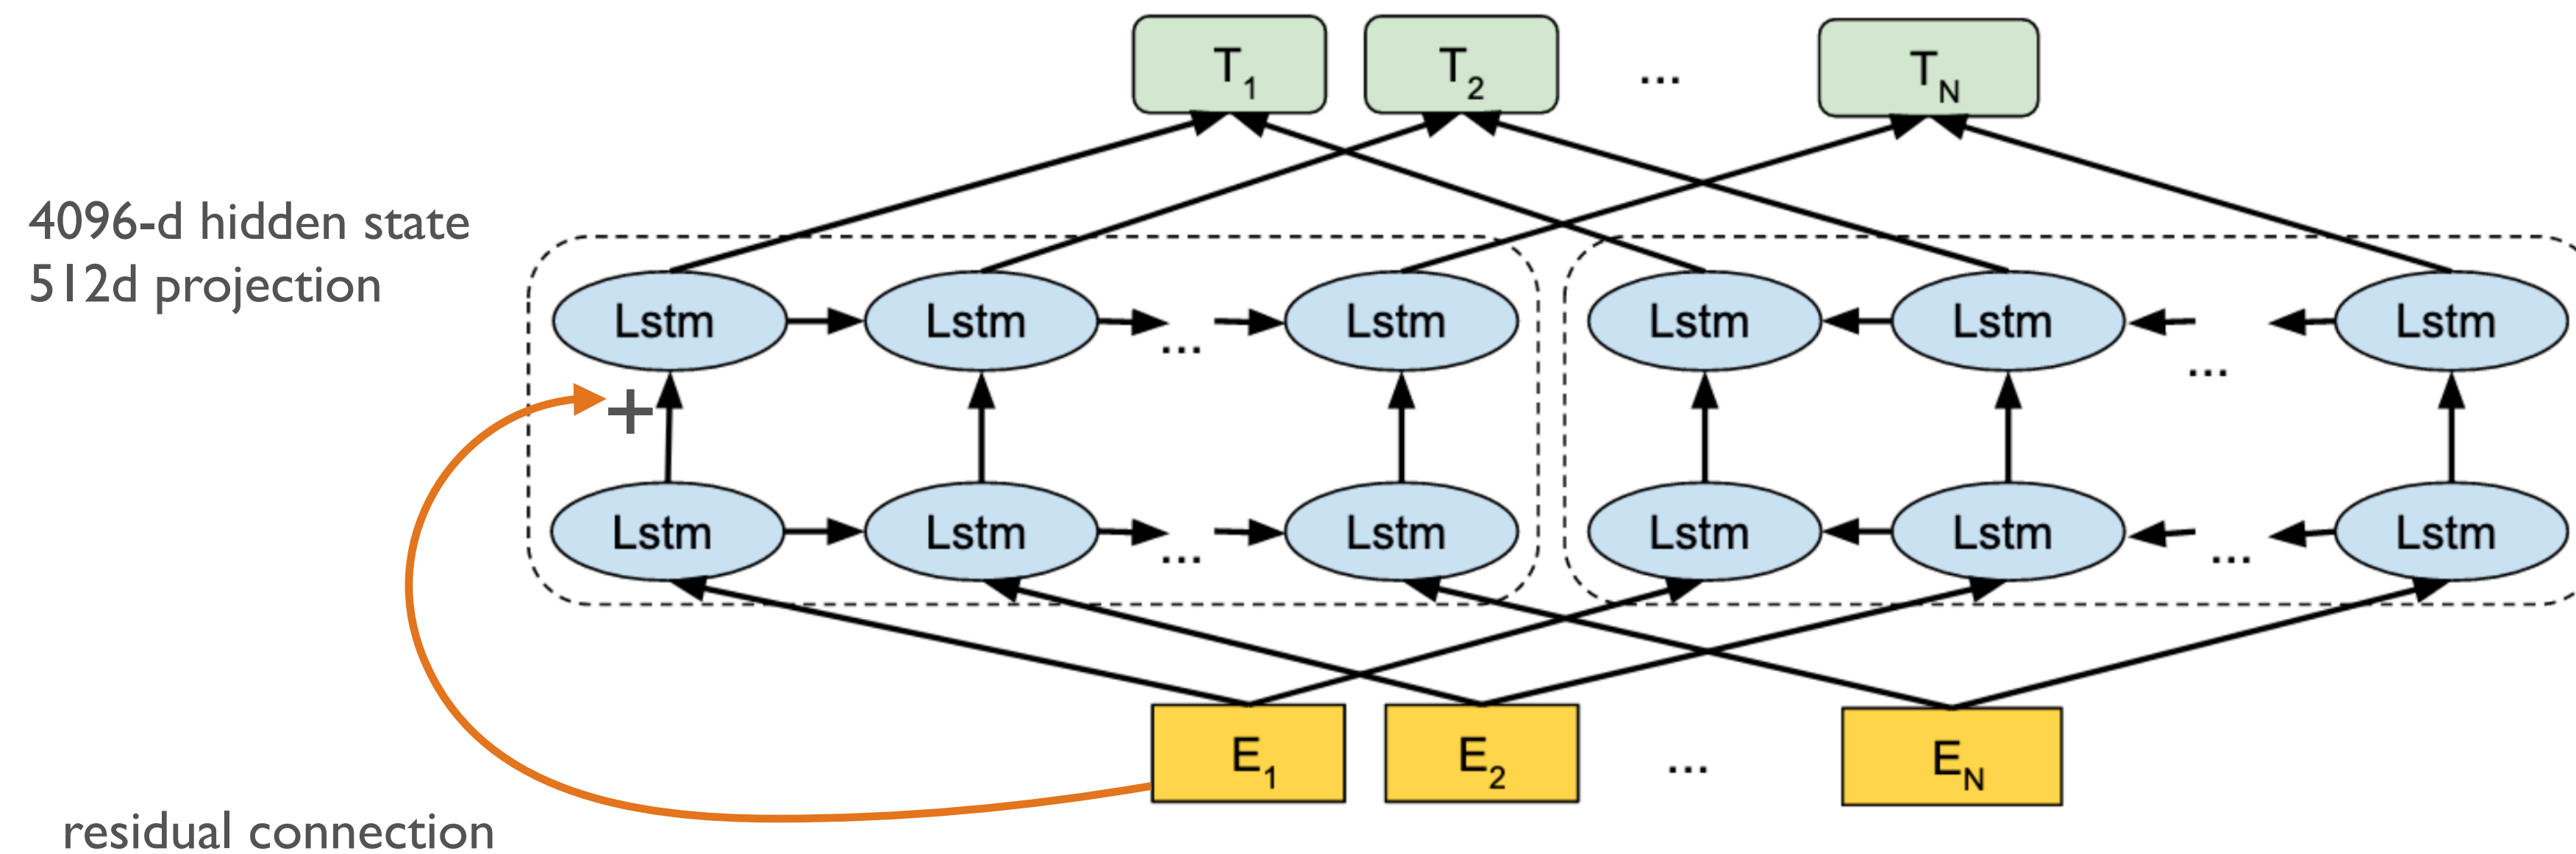 T1 T2 ... TN
4096-d hidden state
512d projection
Lstm Lstm ... Lstm Lstm Lstm ... Lstm
+
Lstm Lstm ... Lstm Lstm Lstm ... Lstm
E1 E2 ... EN
residual connection